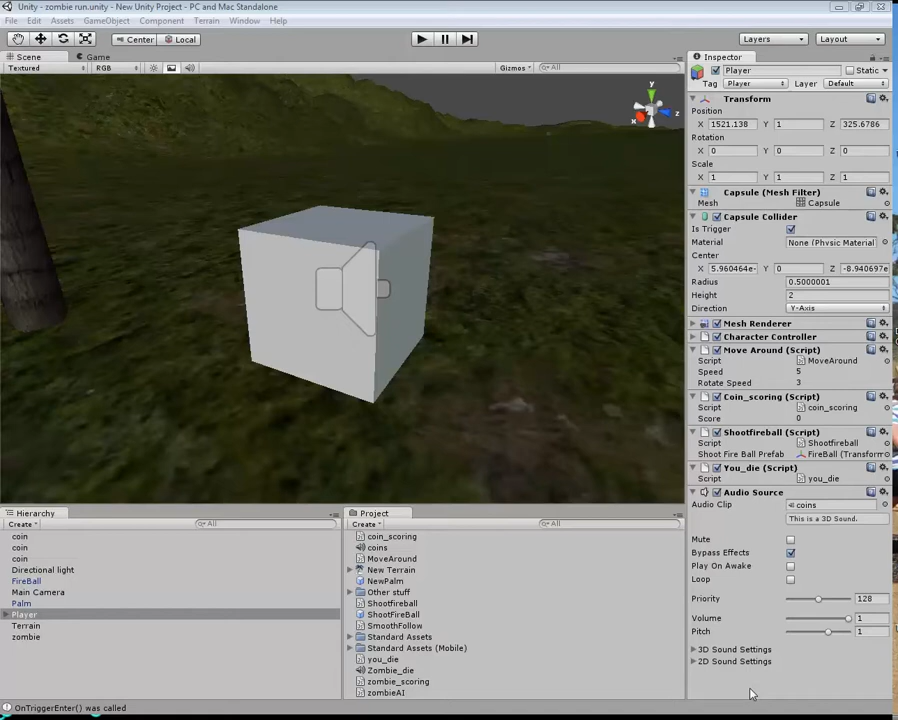 Unity - zombie run.unity - New Unity Project - PC and Mac Standalone
File Edit Assets GameObject Component Terrain Window Help
Center Local Layers Layout
Scene Game
Textured RGB Gizmos All
y
x
z
Inspector
Player Static
Tag Player Layer Default
Transform
Position
X 1521.138 Y 1 Z 325.6786
Rotation
X 0 Y 0 Z 0
Scale
X 1 Y 1 Z 1
Capsule (Mesh Filter)
Mesh Capsule
Capsule Collider
Is Trigger
Material None (Physic Material
Center
X 5.960464e- Y 0 Z -8.940697e
Radius 0.5000001
Height 2
Direction Y-Axis
Mesh Renderer
Character Controller
Move Around (Script)
Script MoveAround
Speed 5
Rotate Speed 3
Coin_scoring (Script)
Script coin_scoring
Score 0
Shootfireball (Script)
Script Shootfireball
Shoot Fire Ball Prefab FireBall (Transform
You_die (Script)
Script you_die
Audio Source
Audio Clip coins
This is a 3D Sound.
Mute
Bypass Effects
Play On Awake
Loop
Priority 128
Volume 1
Pitch 1
3D Sound Settings
2D Sound Settings
Hierarchy
Create All
coin
coin
coin
Directional light
FireBall
Main Camera
Palm
Player
Terrain
zombie
Project
Create All
coin_scoring
coins
MoveAround
New Terrain
NewPalm
Other stuff
Shootfireball
ShootFireBall
SmoothFollow
Standard Assets
Standard Assets (Mobile)
you_die
Zombie_die
zombie_scoring
zombieAI
OnTriggerEnter() was called